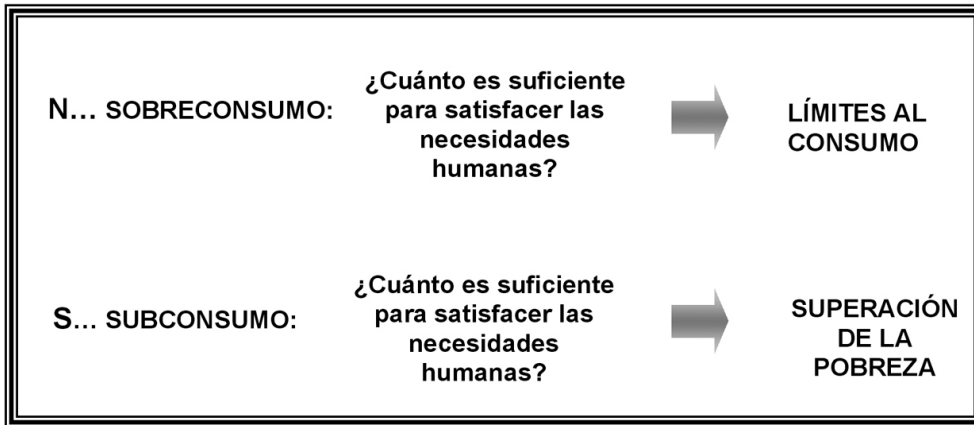 N... SOBRECONSUMO:
¿Cuánto es suficiente
para satisfacer las
necesidades
humanas?
LÍMITES AL
CONSUMO
S... SUBCONSUMO:
¿Cuánto es suficiente
para satisfacer las
necesidades
humanas?
SUPERACIÓN
DE LA
POBREZA